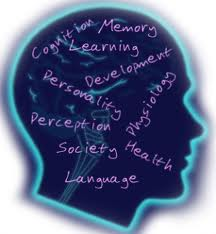 Cognition Memory
Learning
Development
Personality
Physiology
Perception
Society Health
Language